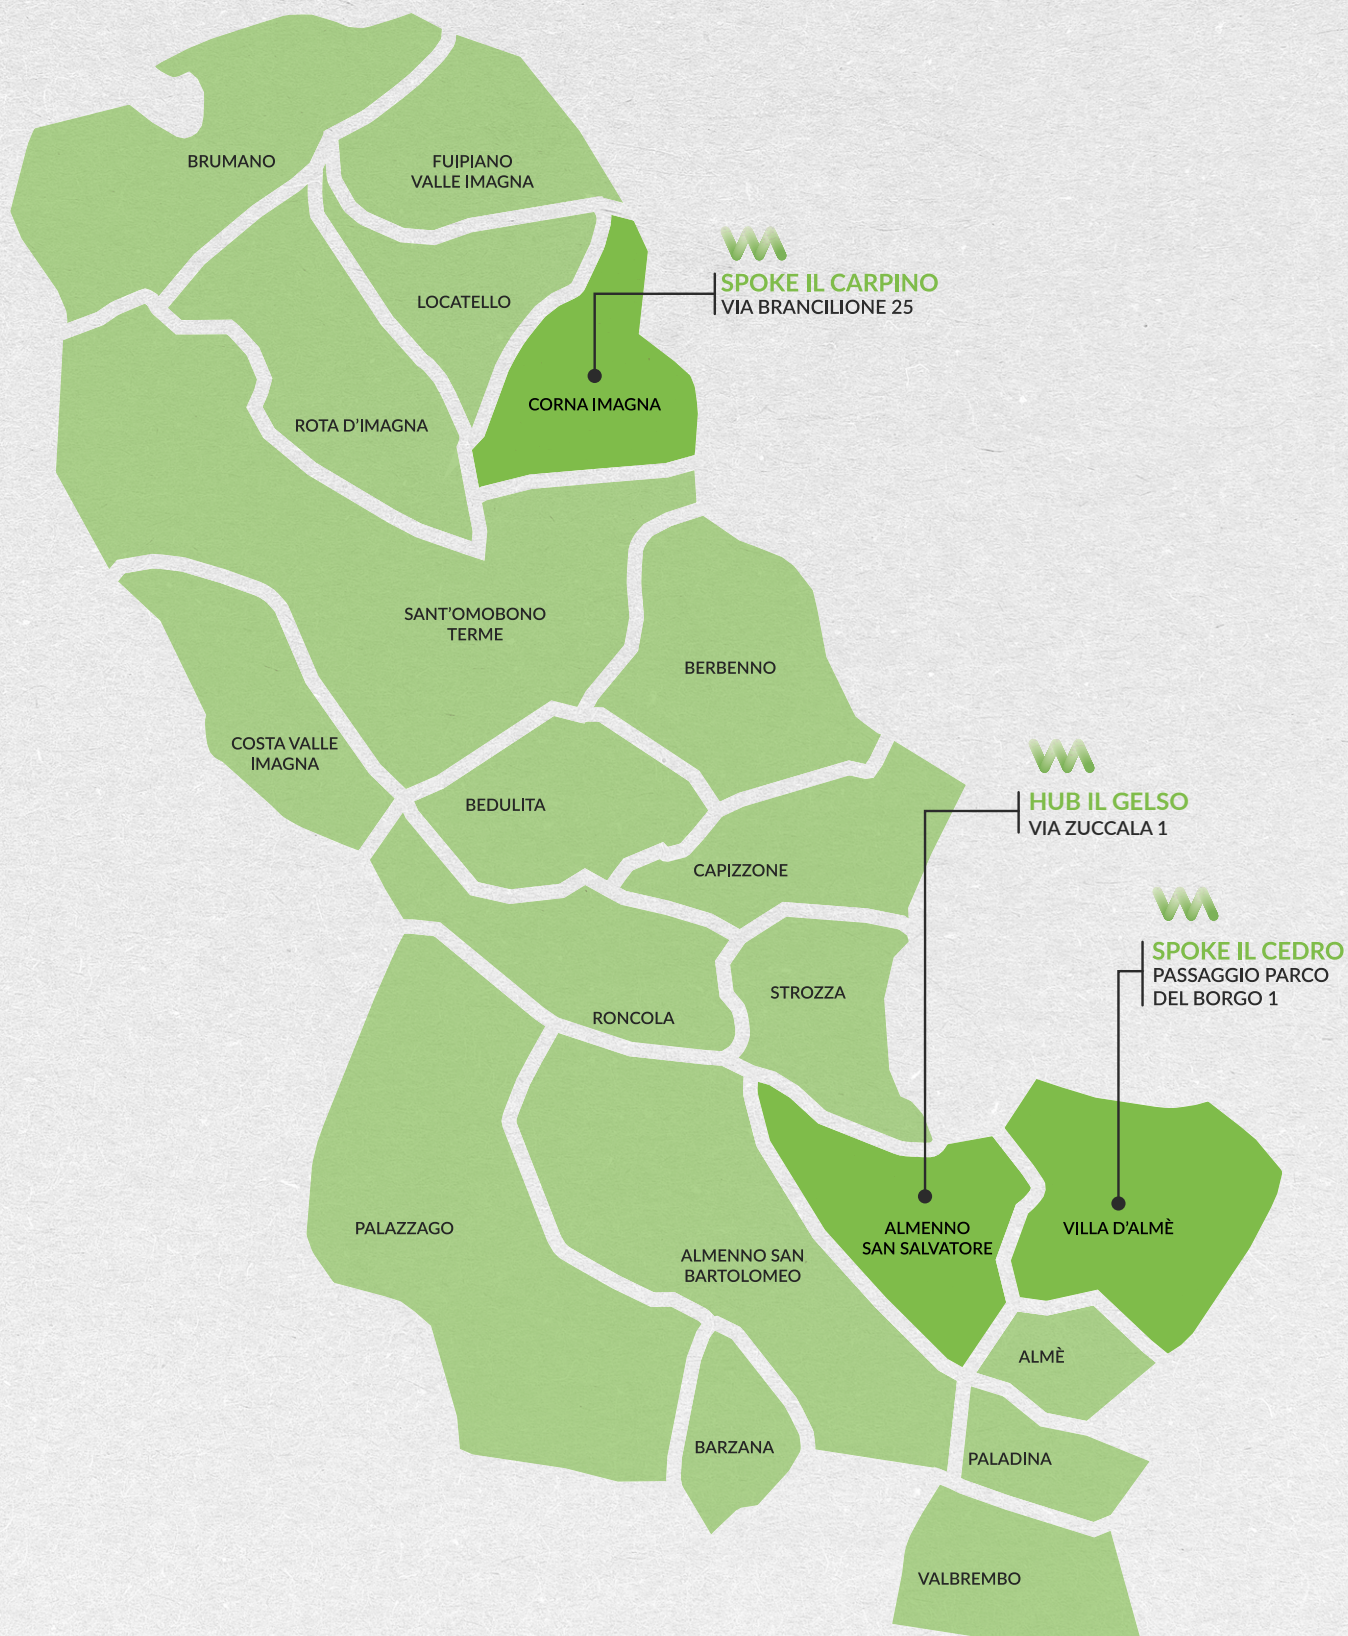 BRUMANO
FUIPIANO
VALLE IMAGNA
SPOKE IL CARPINO
VIA BRANCILIONE 25
LOCATELLO
CORNA IMAGNA
ROTA D'IMAGNA
SANT'OMOBONO
TERME
BERBENNO
COSTA VALLE
IMAGNA
BEDULITA
HUB IL GELSO
VIA ZUCCALA 1
CAPIZZONE
SPOKE IL CEDRO
PASSAGGIO PARCO
DEL BORGO 1
STROZZA
RONCOLA
PALAZZAGO
ALMENNO SAN
BARTOLOMEO
ALMENNO
SAN SALVATORE
VILLA D'ALMÈ
ALMÈ
BARZANA
PALADINA
VALBREMBO